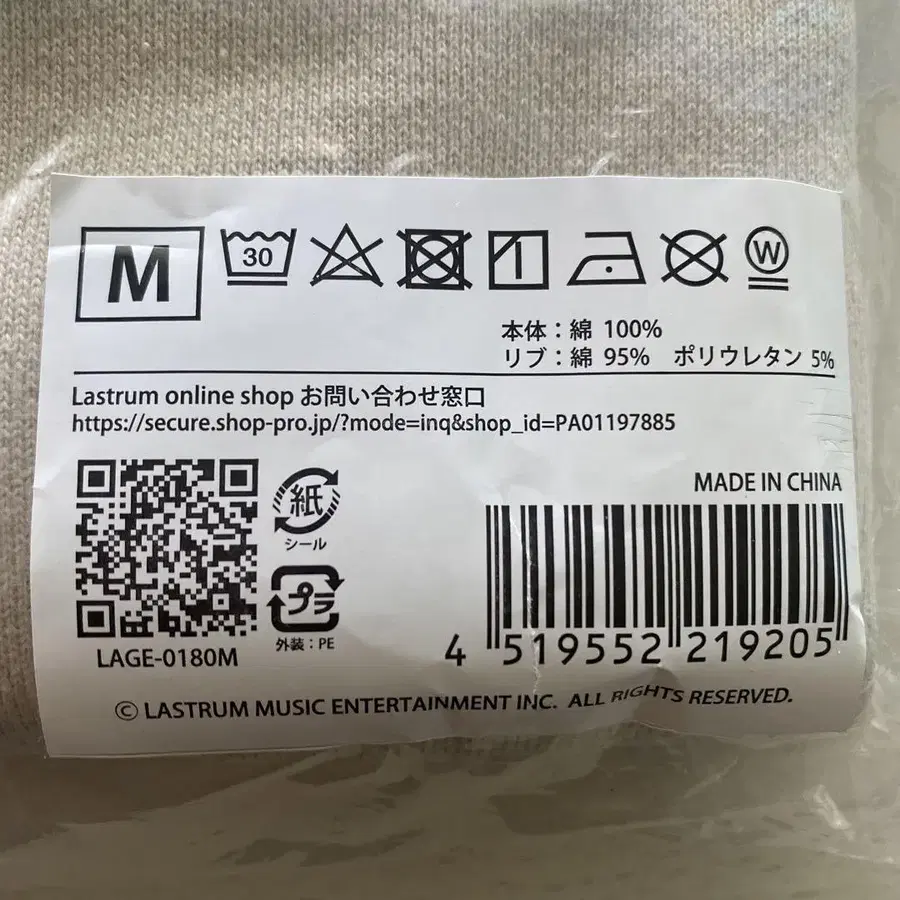 M
30
W
本体：綿 100%
リブ：綿 95% ポリウレタン 5%
Lastrum online shop お問い合わせ窓口
https://secure.shop-pro.jp/?mode=inq&shop_id=PA01197885
MADE IN CHINA
紙
シール
プラ
外装：PE
LAGE-0180M
4 519552 219205
© LASTRUM MUSIC ENTERTAINMENT INC. ALL RIGHTS RESERVED.